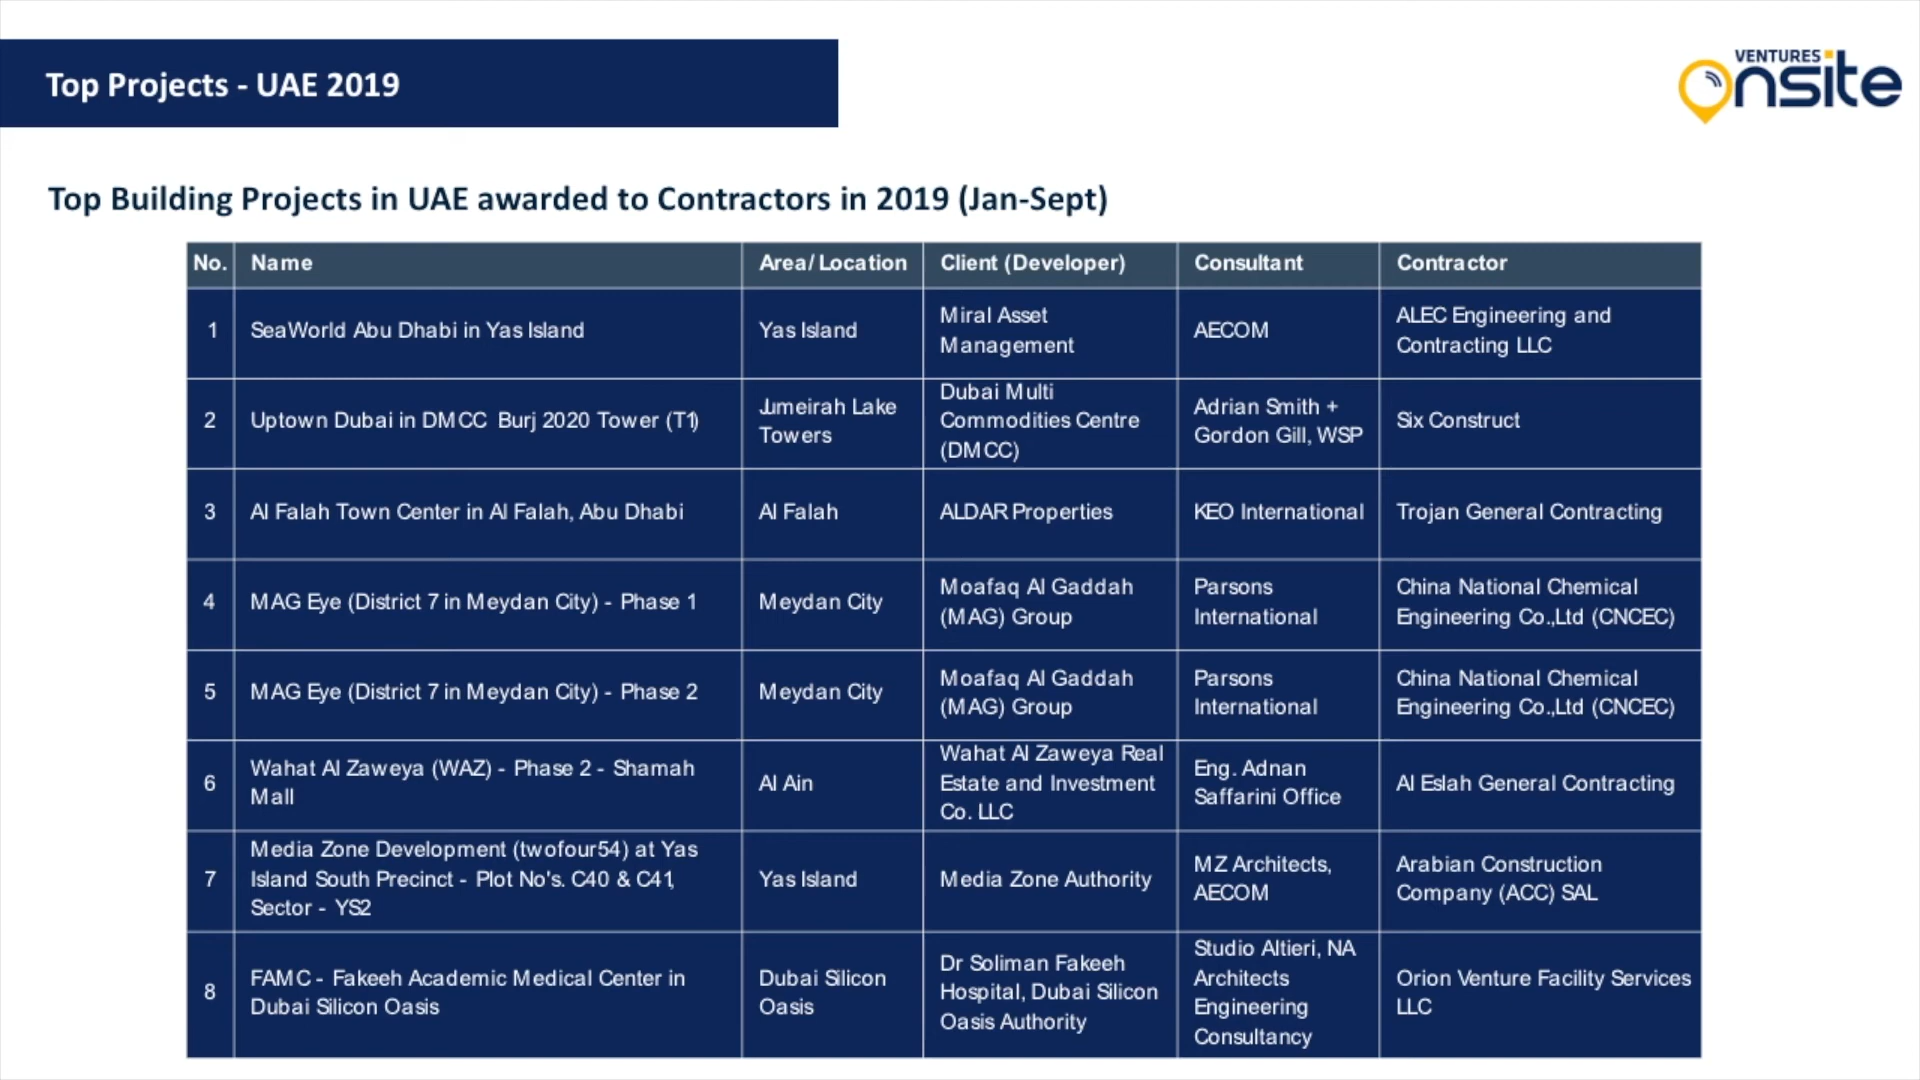 Top Projects - UAE 2019
VENTURES
Onsite
Top Building Projects in UAE awarded to Contractors in 2019 (Jan-Sept)
No. Name Area/Location Client (Developer) Consultant Contractor
1 SeaWorld Abu Dhabi in Yas Island Yas Island Miral Asset Management AECOM ALEC Engineering and Contracting LLC
2 Uptown Dubai in DMCC Burj 2020 Tower (T1) Jumeirah Lake Towers Dubai Multi Commodities Centre (DMCC) Adrian Smith + Gordon Gill, WSP Six Construct
3 Al Falah Town Center in Al Falah, Abu Dhabi Al Falah ALDAR Properties KEO International Trojan General Contracting
4 MAG Eye (District 7 in Meydan City) - Phase 1 Meydan City Moafaq Al Gaddah (MAG) Group Parsons International China National Chemical Engineering Co.,Ltd (CNCEC)
5 MAG Eye (District 7 in Meydan City) - Phase 2 Meydan City Moafaq Al Gaddah (MAG) Group Parsons International China National Chemical Engineering Co.,Ltd (CNCEC)
6 Wahat Al Zaweya (WAZ) - Phase 2 - Shamah Mall Al Ain Wahat Al Zaweya Real Estate and Investment Co. LLC Eng. Adnan Saffarini Office Al Eslah General Contracting
7 Media Zone Development (twofour54) at Yas Island South Precinct - Plot No's. C40 & C41, Sector - YS2 Yas Island Media Zone Authority MZ Architects, AECOM Arabian Construction Company (ACC) SAL
8 FAMC - Fakeeh Academic Medical Center in Dubai Silicon Oasis Dubai Silicon Oasis Dr Soliman Fakeeh Hospital, Dubai Silicon Oasis Authority Studio Altieri, NA Architects Engineering Consultancy Orion Venture Facility Services LLC